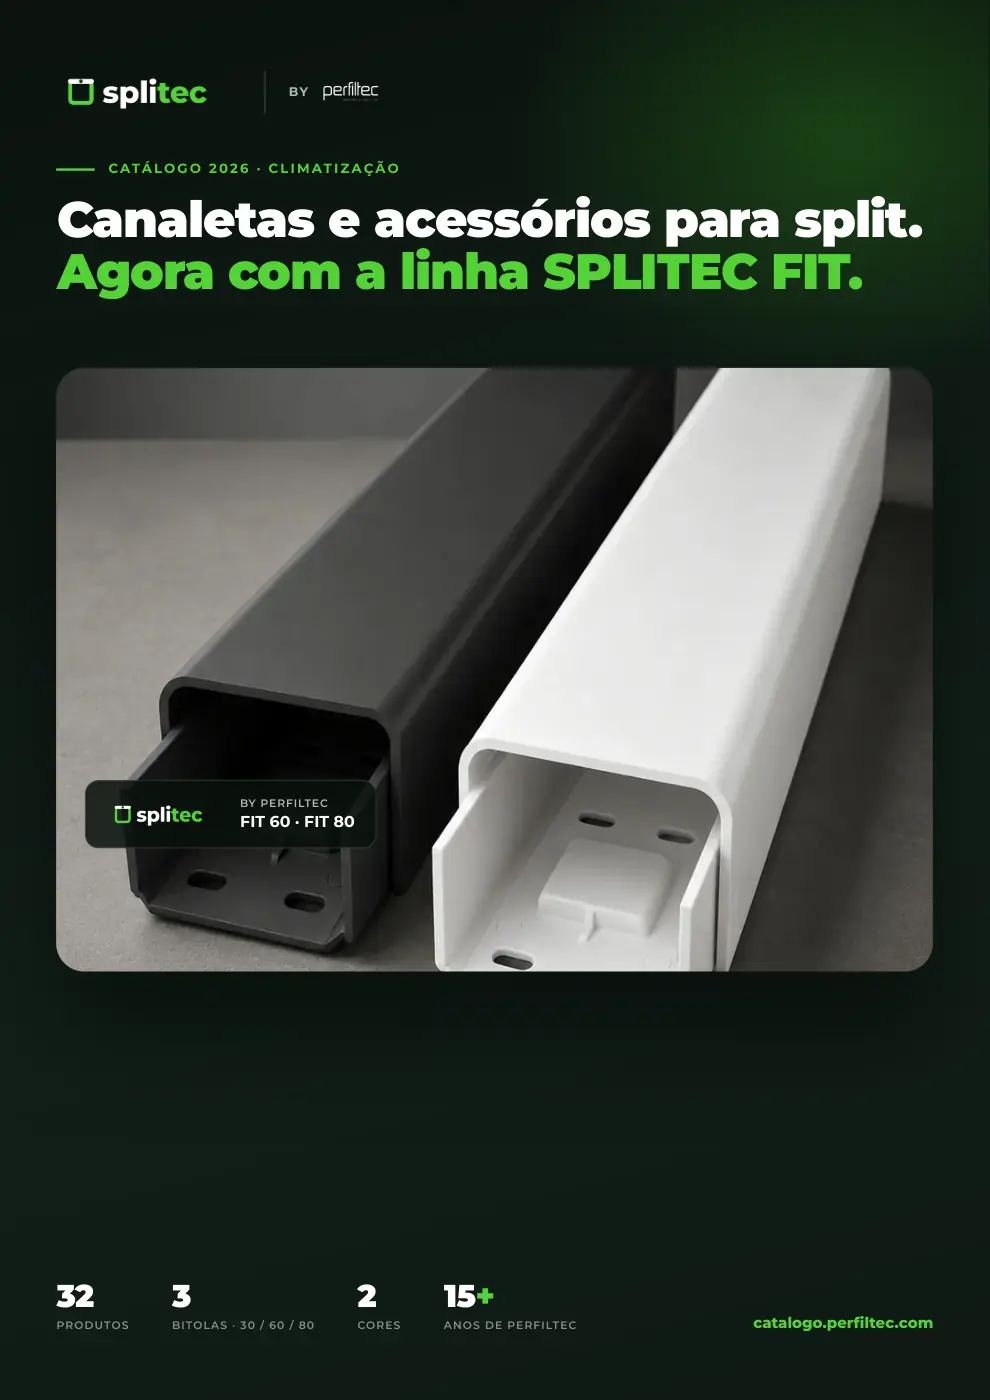 splitec
BY perfiltec
CATÁLOGO 2026 · CLIMATIZAÇÃO
Canaletas e acessórios para split.
Agora com a linha SPLITEC FIT.
splitec
BY PERFILTEC
FIT 60 · FIT 80
32
PRODUTOS
3
BITOLAS · 30 / 60 / 80
2
CORES
15+
ANOS DE PERFILTEC
catalogo.perfiltec.com